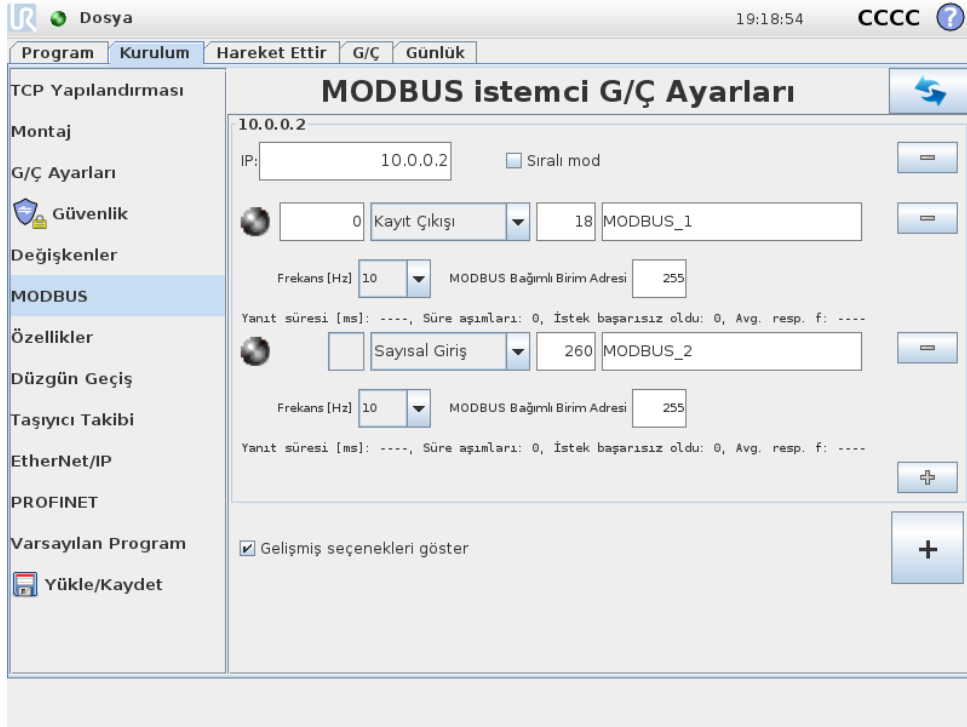 UR Dosya 19:18:54 CCCC ?
Program Kurulum Hareket Ettir G/Ç Günlük
TCP Yapılandırması
Montaj
G/Ç Ayarları
Güvenlik
Değişkenler
MODBUS
Özellikler
Düzgün Geçiş
Taşıyıcı Takibi
EtherNet/IP
PROFINET
Varsayılan Program
Yükle/Kaydet
MODBUS istemci G/Ç Ayarları
10.0.0.2
IP: 10.0.0.2 Sıralı mod
0 Kayıt Çıkışı 18 MODBUS_1
Frekans [Hz] 10 MODBUS Bağımlı Birim Adresi 255
Yanıt süresi [ms]: ----, Süre aşımları: 0, İstek başarısız oldu: 0, Avg. resp. f: ----
Sayısal Giriş 260 MODBUS_2
Frekans [Hz] 10 MODBUS Bağımlı Birim Adresi 255
Yanıt süresi [ms]: ----, Süre aşımları: 0, İstek başarısız oldu: 0, Avg. resp. f: ----
Gelişmiş seçenekleri göster